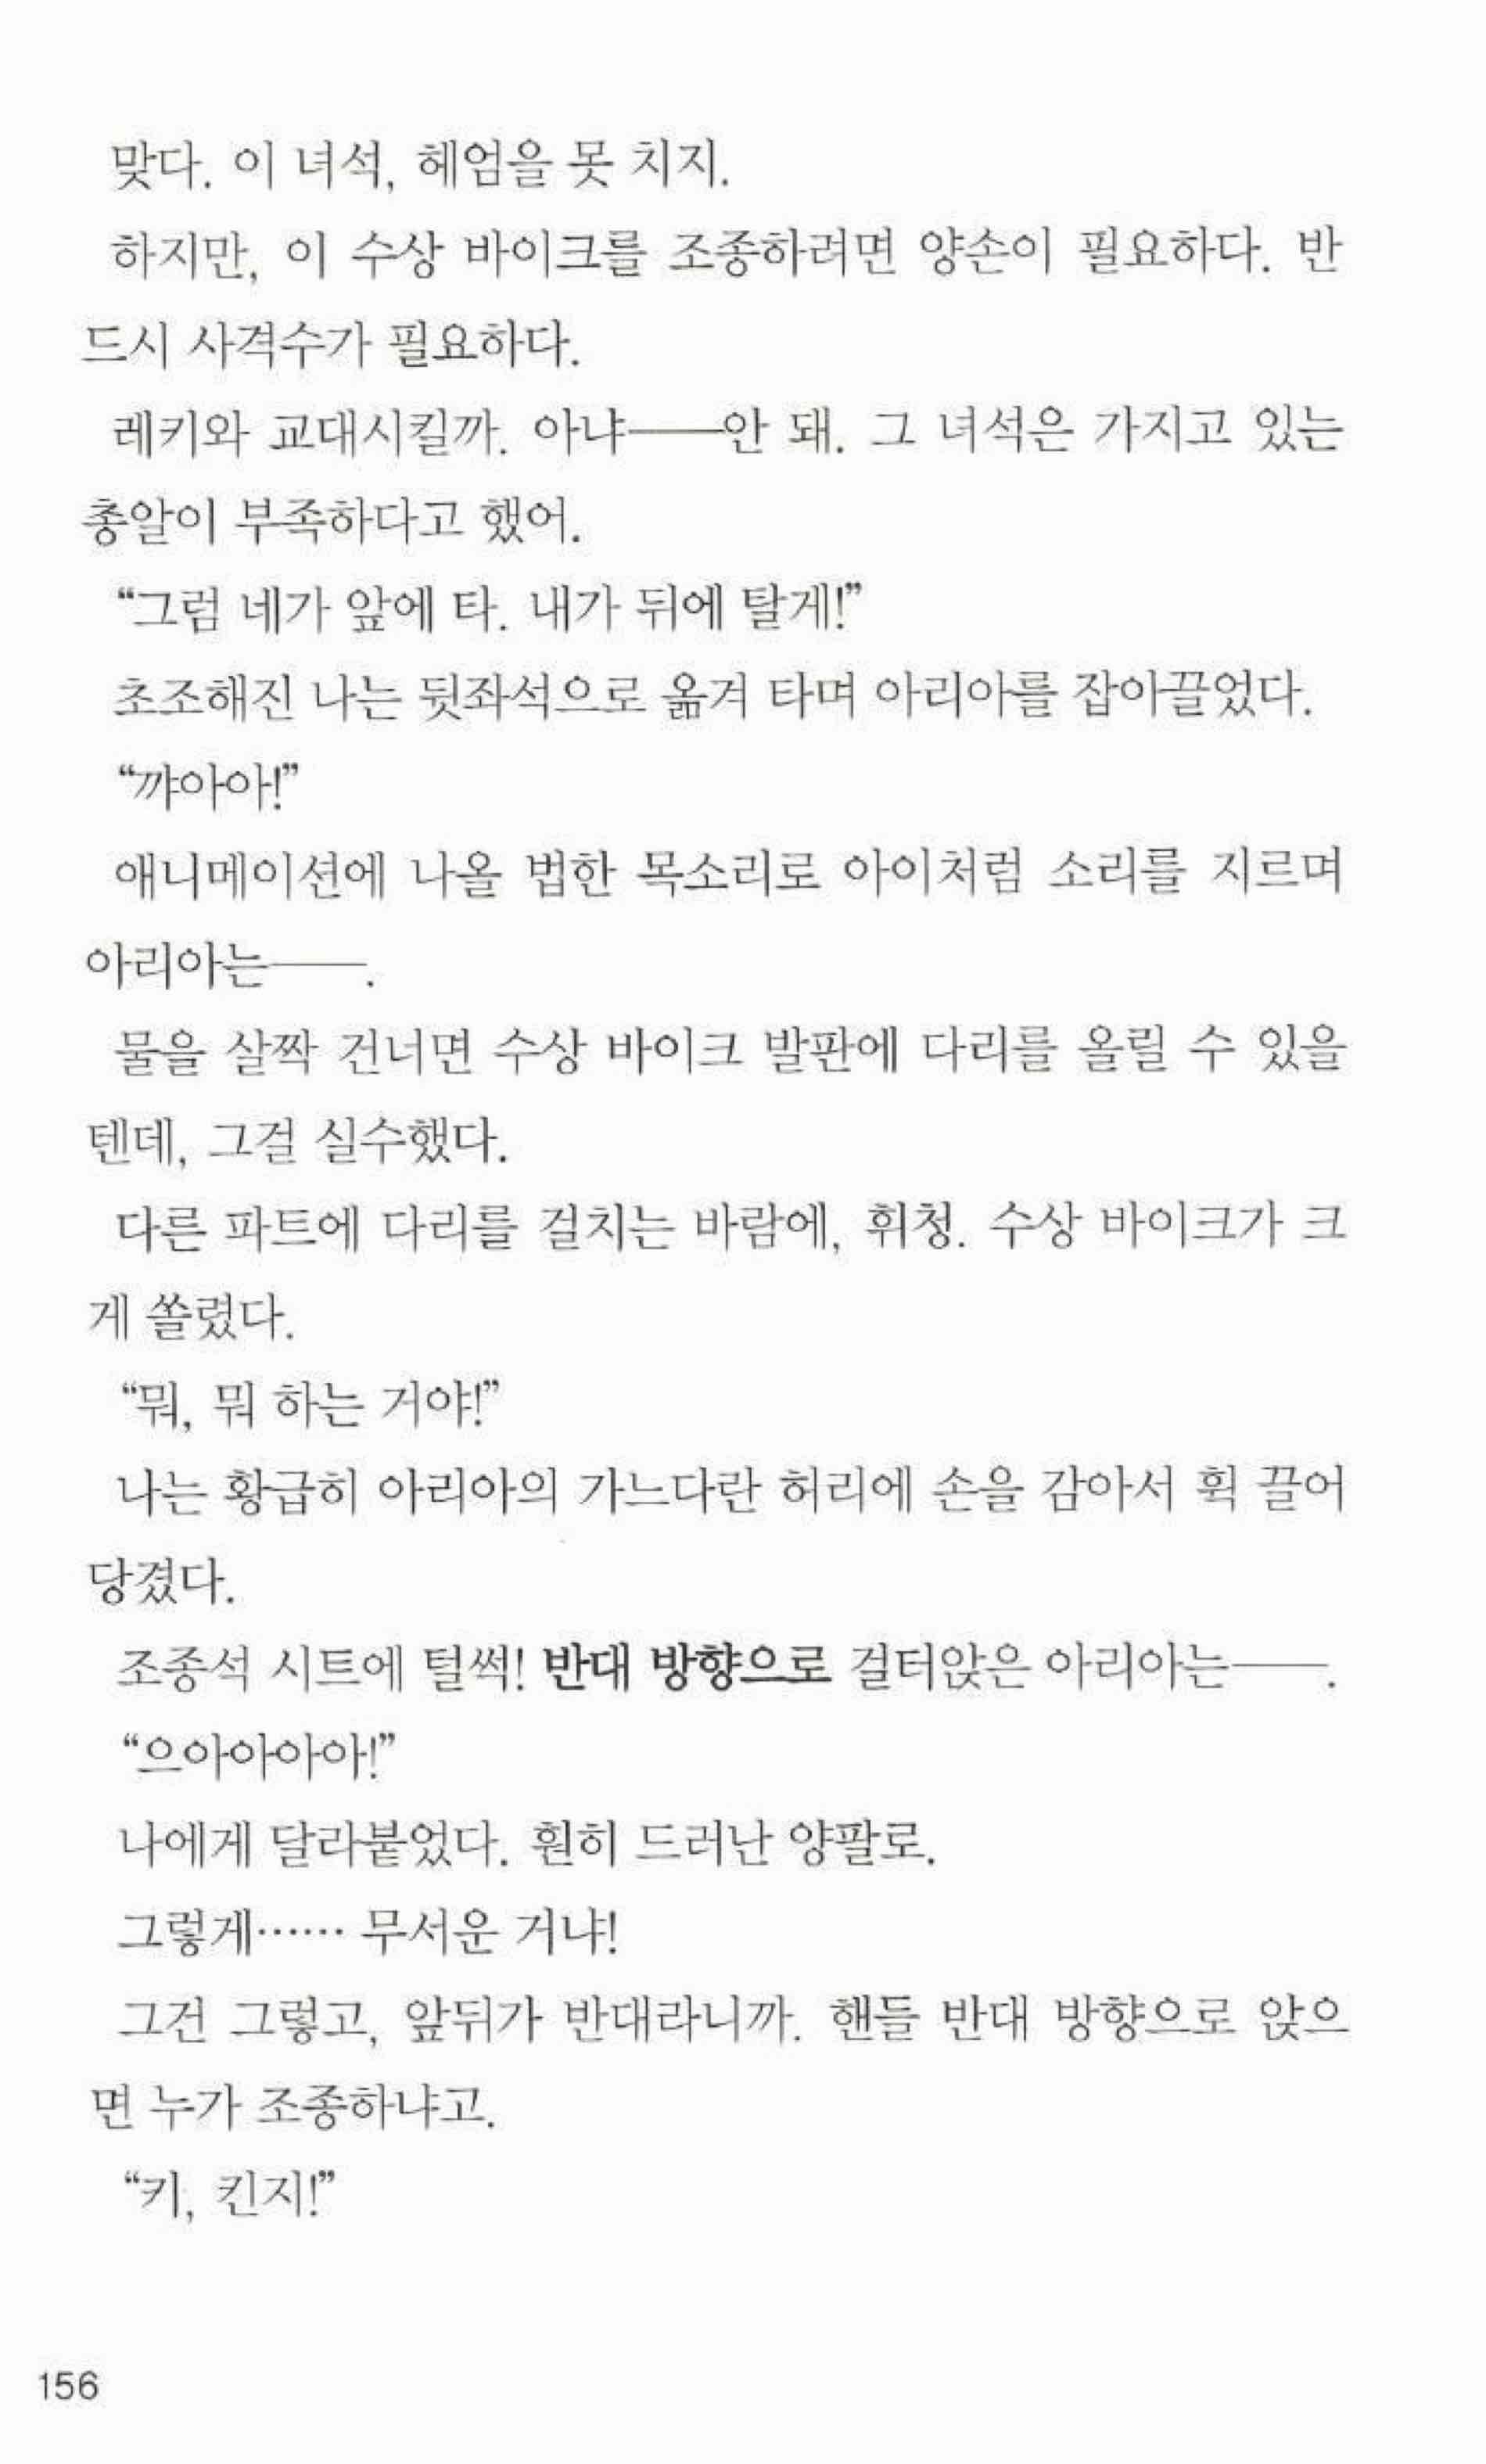 맞다. 이 녀석, 헤엄을 못 치지.
하지만, 이 수상 바이크를 조종하려면 양손이 필요하다. 반
드시 사격수가 필요하다.
레키와 교대시킬까. 아냐──안 돼. 그 녀석은 가지고 있는
총알이 부족하다고 했어.
“그럼 네가 앞에 타. 내가 뒤에 탈게!”
초조해진 나는 뒷좌석으로 옮겨 타며 아리아를 잡아끌었다.
“꺄아아!”
애니메이션에 나올 법한 목소리로 아이처럼 소리를 지르며
아리아는──.
물을 살짝 건너면 수상 바이크 발판에 다리를 올릴 수 있을
텐데, 그걸 실수했다.
다른 파트에 다리를 걸치는 바람에, 휘청. 수상 바이크가 크
게 쏠렸다.
“뭐, 뭐 하는 거야!”
나는 황급히 아리아의 가느다란 허리에 손을 감아서 휙 끌어
당겼다.
조종석 시트에 털썩! 반대 방향으로 걸터앉은 아리아는──.
“으아아아아!”
나에게 달라붙었다. 훤히 드러난 양팔로.
그렇게…… 무서운 거냐!
그건 그렇고, 앞뒤가 반대라니까. 핸들 반대 방향으로 앉으
면 누가 조종하냐고.
“키, 킨지!”
156